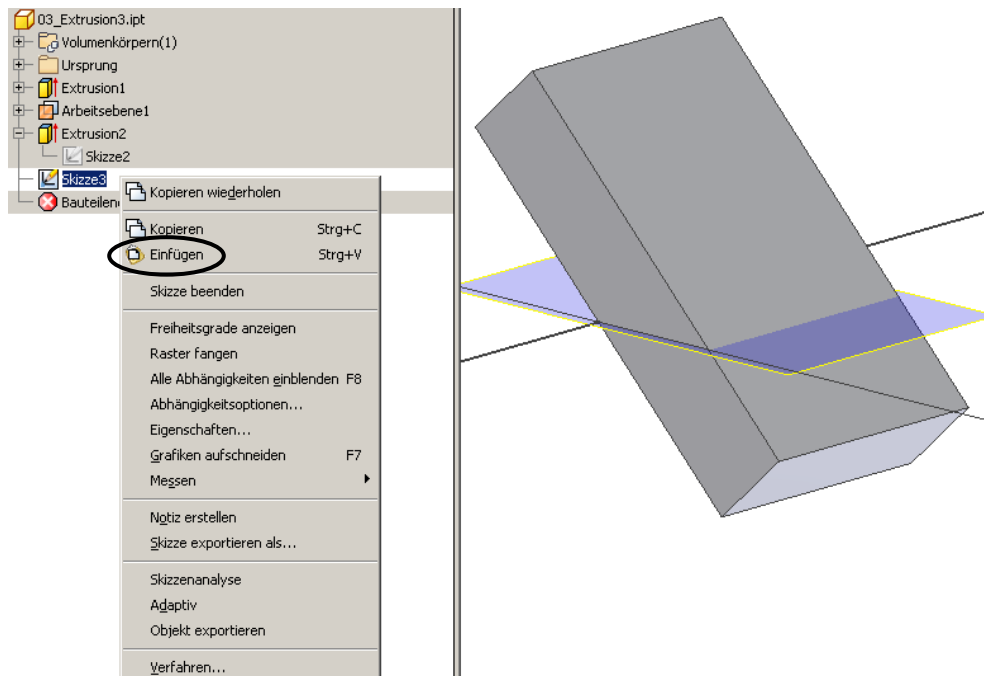 03_Extrusion3.ipt
Volumenkörpern(1)
Ursprung
Extrusion1
Arbeitsebene1
Extrusion2
Skizze2
Skizze3
Kopieren wiederholen
Kopieren Strg+C
Einfügen Strg+V
Skizze beenden
Freiheitsgrade anzeigen
Raster fangen
Alle Abhängigkeiten einblenden F8
Abhängigkeitsoptionen...
Eigenschaften...
Grafiken aufschneiden F7
Messen
Notiz erstellen
Skizze exportieren als...
Skizzenanalyse
Adaptiv
Objekt exportieren
Verfahren...